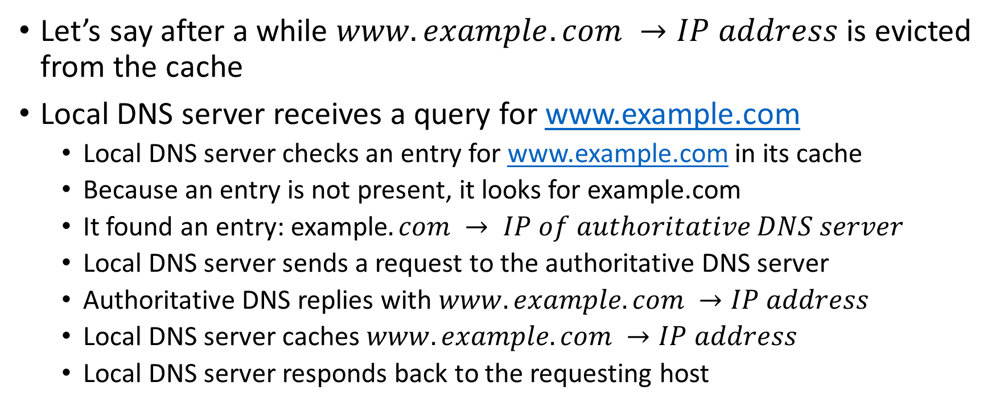 • Let’s say after a while www.example.com → IP address is evicted
from the cache
• Local DNS server receives a query for www.example.com
• Local DNS server checks an entry for www.example.com in its cache
• Because an entry is not present, it looks for example.com
• It found an entry: example.com → IP of authoritative DNS server
• Local DNS server sends a request to the authoritative DNS server
• Authoritative DNS replies with www.example.com → IP address
• Local DNS server caches www.example.com → IP address
• Local DNS server responds back to the requesting host